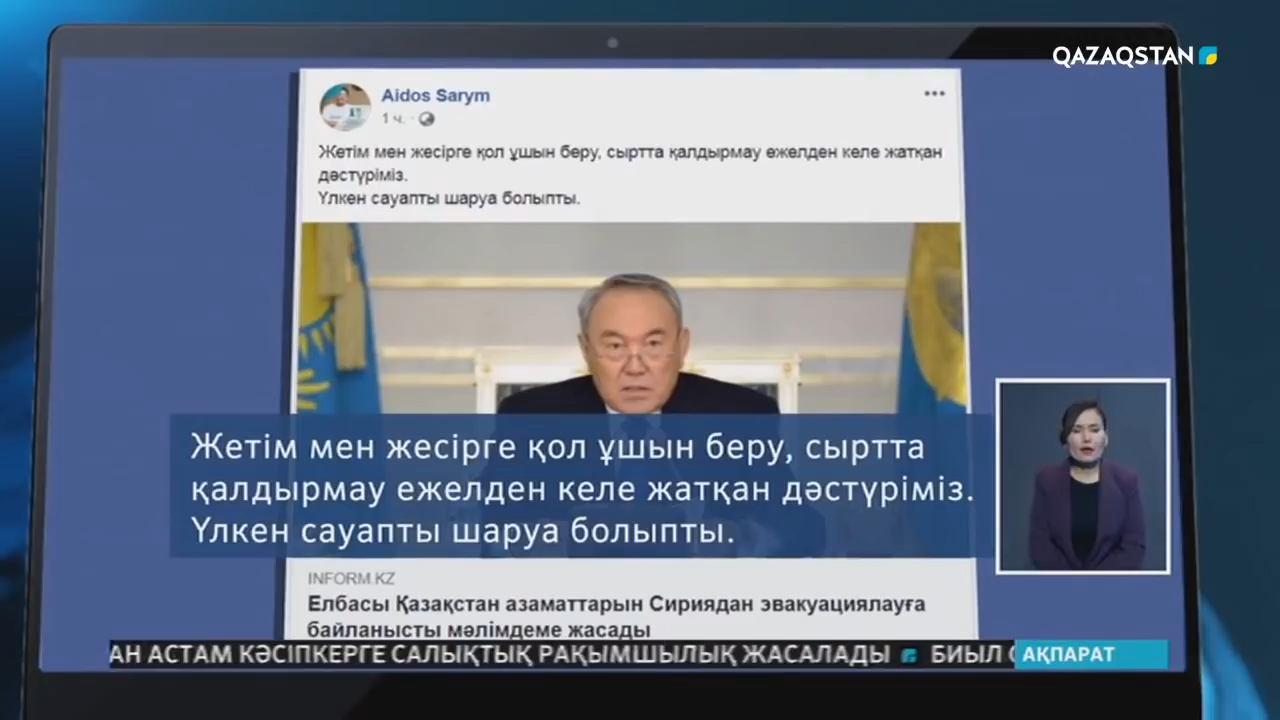 QAZAQSTAN
Aidos Sarym
1 ч.
Жетім мен жесірге қол ұшын беру, сыртта қалдырмау ежелден келе жатқан
дәстүріміз.
Үлкен сауапты шаруа болыпты.
Жетім мен жесірге қол ұшын беру, сыртта
қалдырмау ежелден келе жатқан дәстүріміз.
Үлкен сауапты шаруа болыпты.
INFORM.KZ
Елбасы Қазақстан азаматтарын Сириядан эвакуациялауға
байланысты мәлімдеме жасады
АН АСТАМ КӘСІПКЕРГЕ САЛЫҚТЫҚ РАҚЫМШЫЛЫҚ ЖАСАЛАДЫ БИЫЛ
АҚПАРАТ